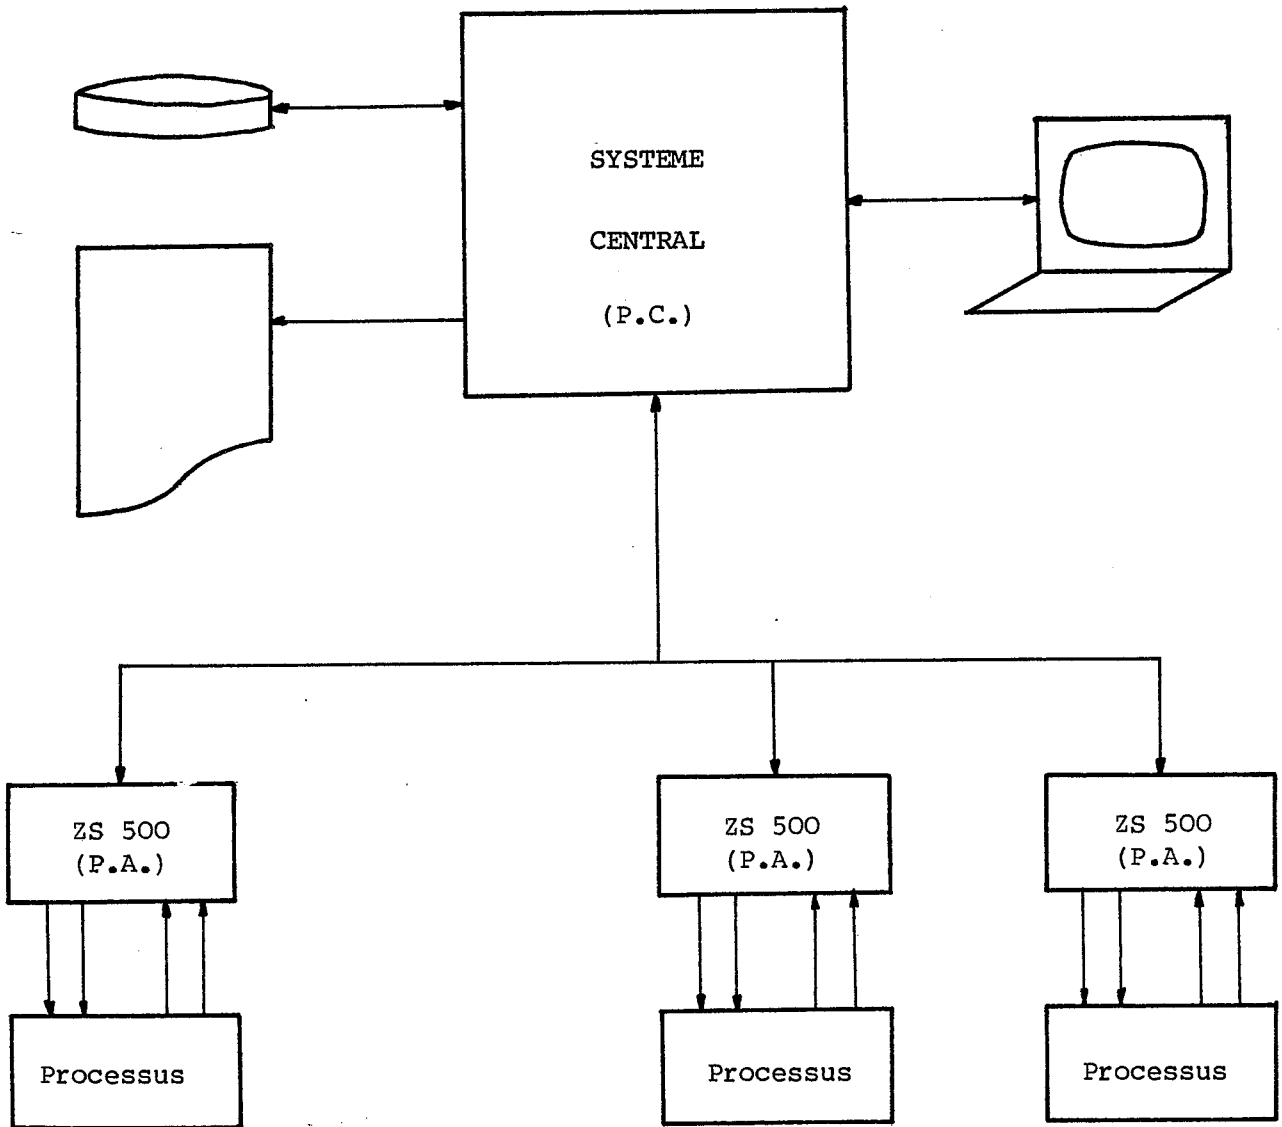 SYSTEME
CENTRAL
(P.C.)
ZS 500
(P.A.)
ZS 500
(P.A.)
ZS 500
(P.A.)
Processus
Processus
Processus